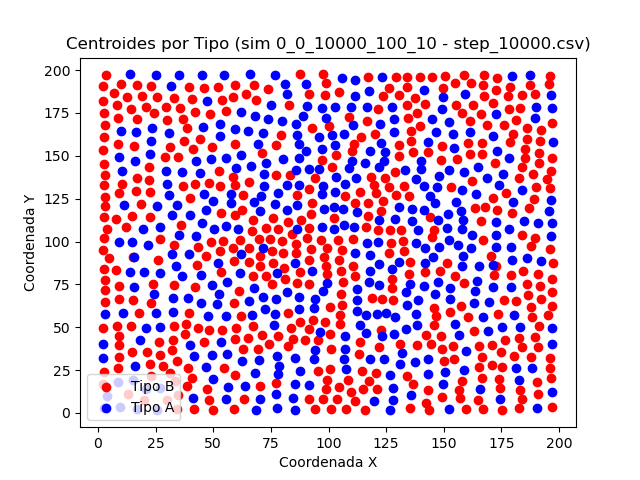 Centroides por Tipo (sim 0_0_10000_100_10 - step_10000.csv)
200
175
150
125
100
75
50
25
0
Coordenada Y
Tipo B
Tipo A
0 25 50 75 100 125 150 175 200
Coordenada X